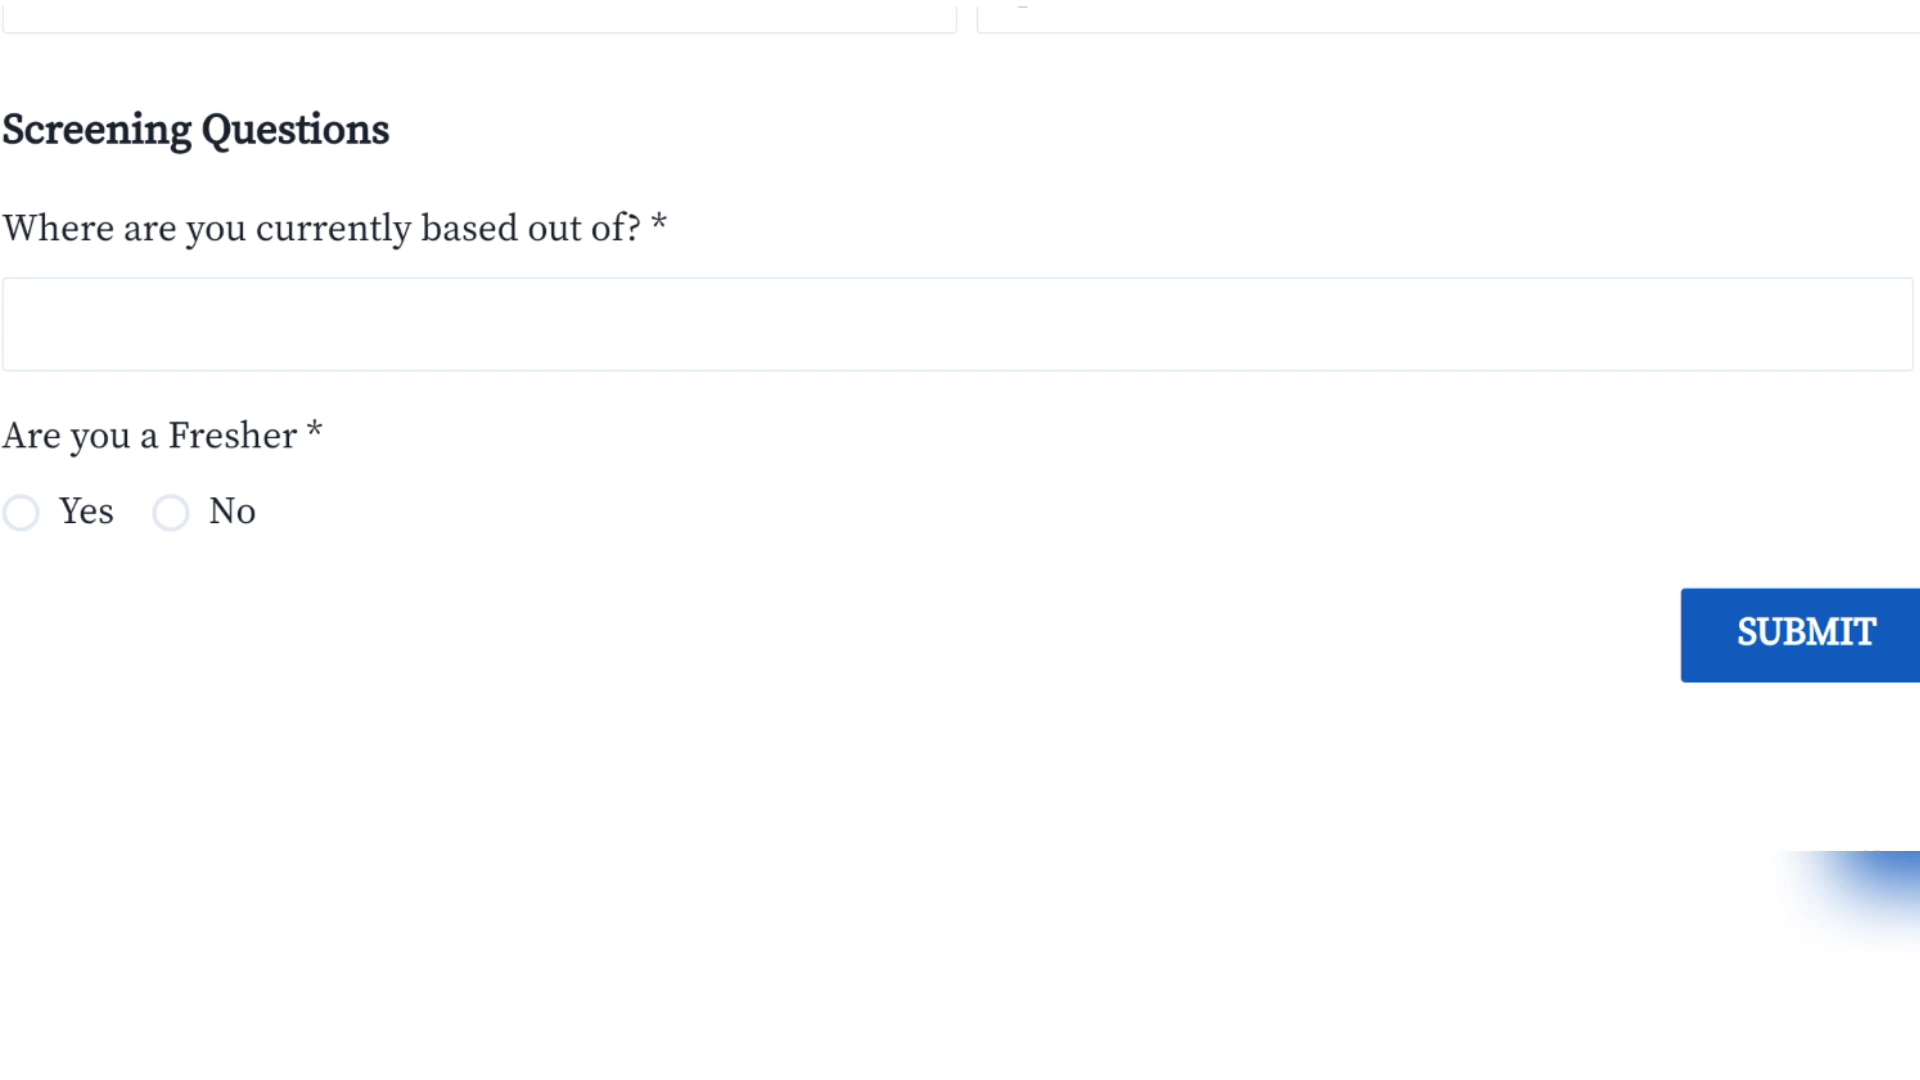 Screening Questions
Where are you currently based out of? *
Are you a Fresher *
Yes No
SUBMIT